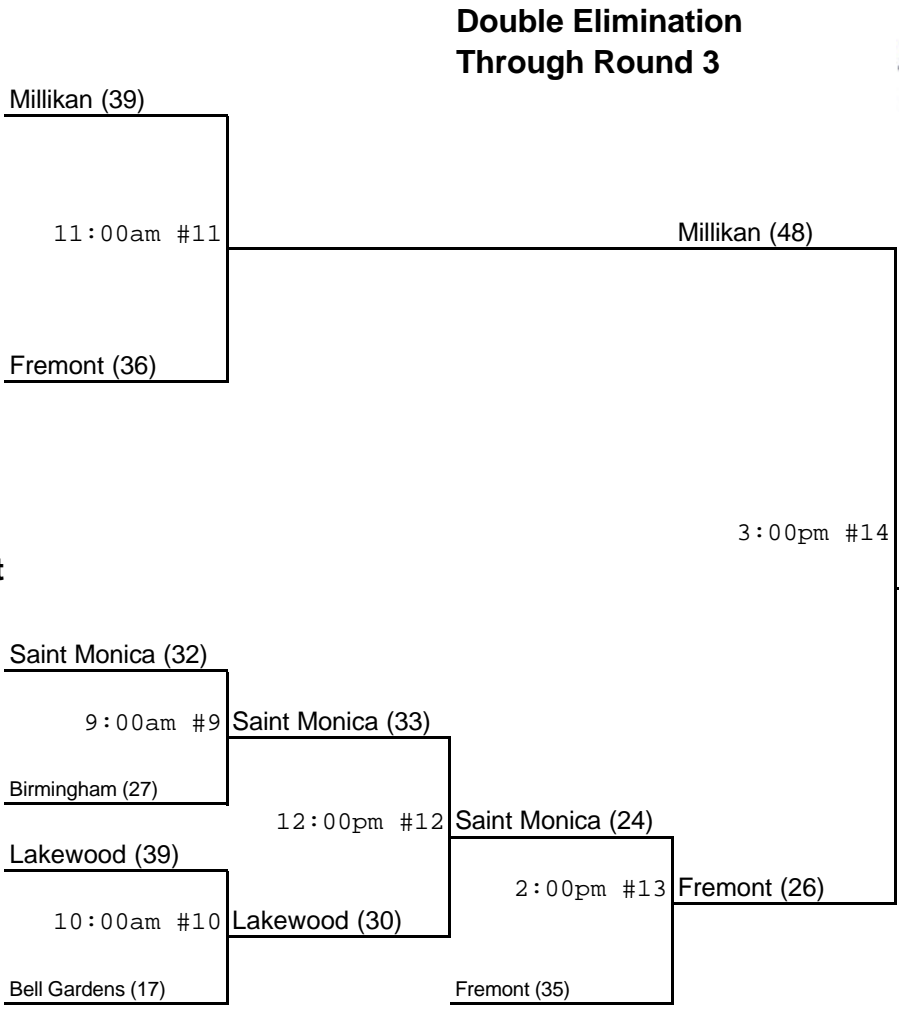 Double Elimination
Through Round 3
Millikan (39)
11:00am #11
Millikan (48)
Fremont (36)
3:00pm #14
t
Saint Monica (32)
9:00am #9
Saint Monica (33)
Birmingham (27)
12:00pm #12
Saint Monica (24)
Lakewood (39)
2:00pm #13
Fremont (26)
10:00am #10
Lakewood (30)
Bell Gardens (17)
Fremont (35)